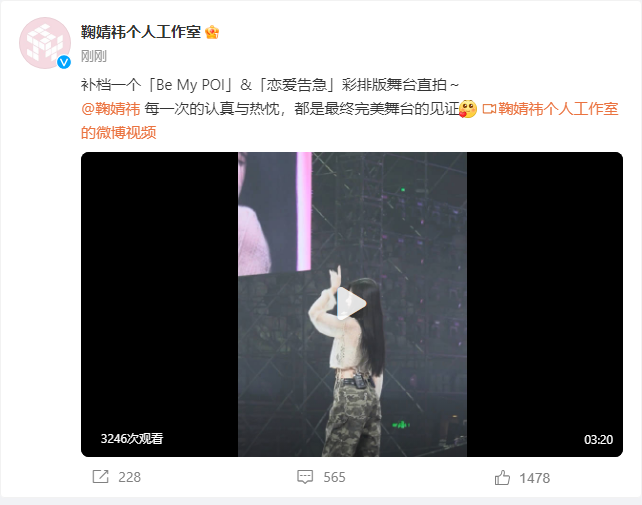 鞠婧祎个人工作室
刚刚
补档一个「Be My POI」&「恋爱告急」彩排版舞台直拍～
@鞠婧祎 每一次的认真与热忱，都是最终完美舞台的见证 鞠婧祎个人工作室
的微博视频
3246次观看
03:20
228
565
1478